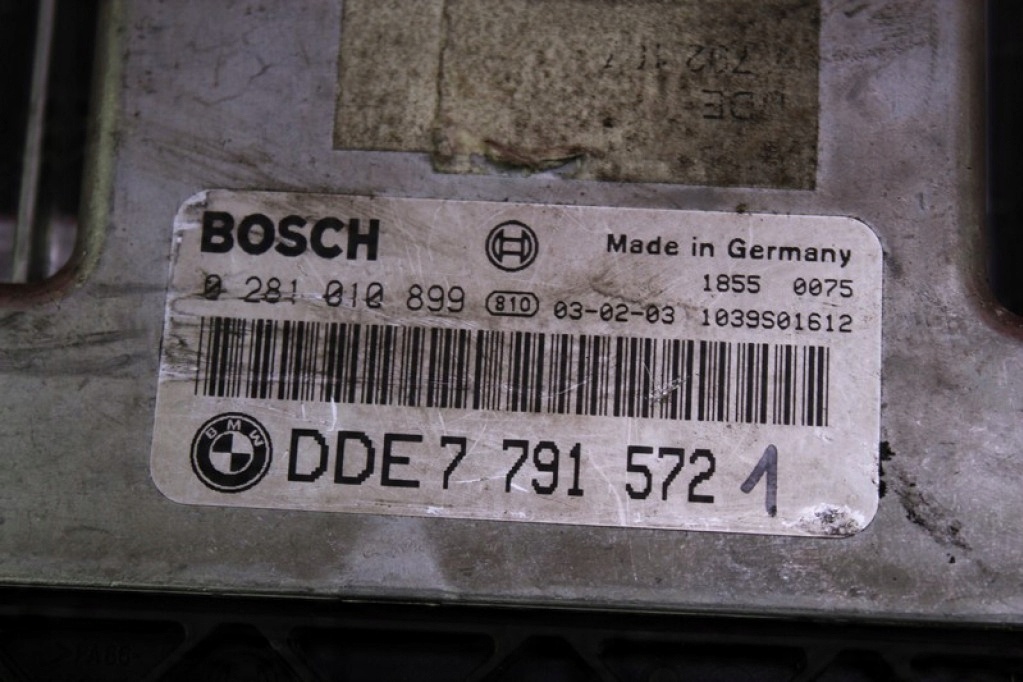 BOSCH
Made in Germany
1855 0075
0 281 010 899 810 03-02-03 1039S01612
BMW
DDE 7 791 572 1